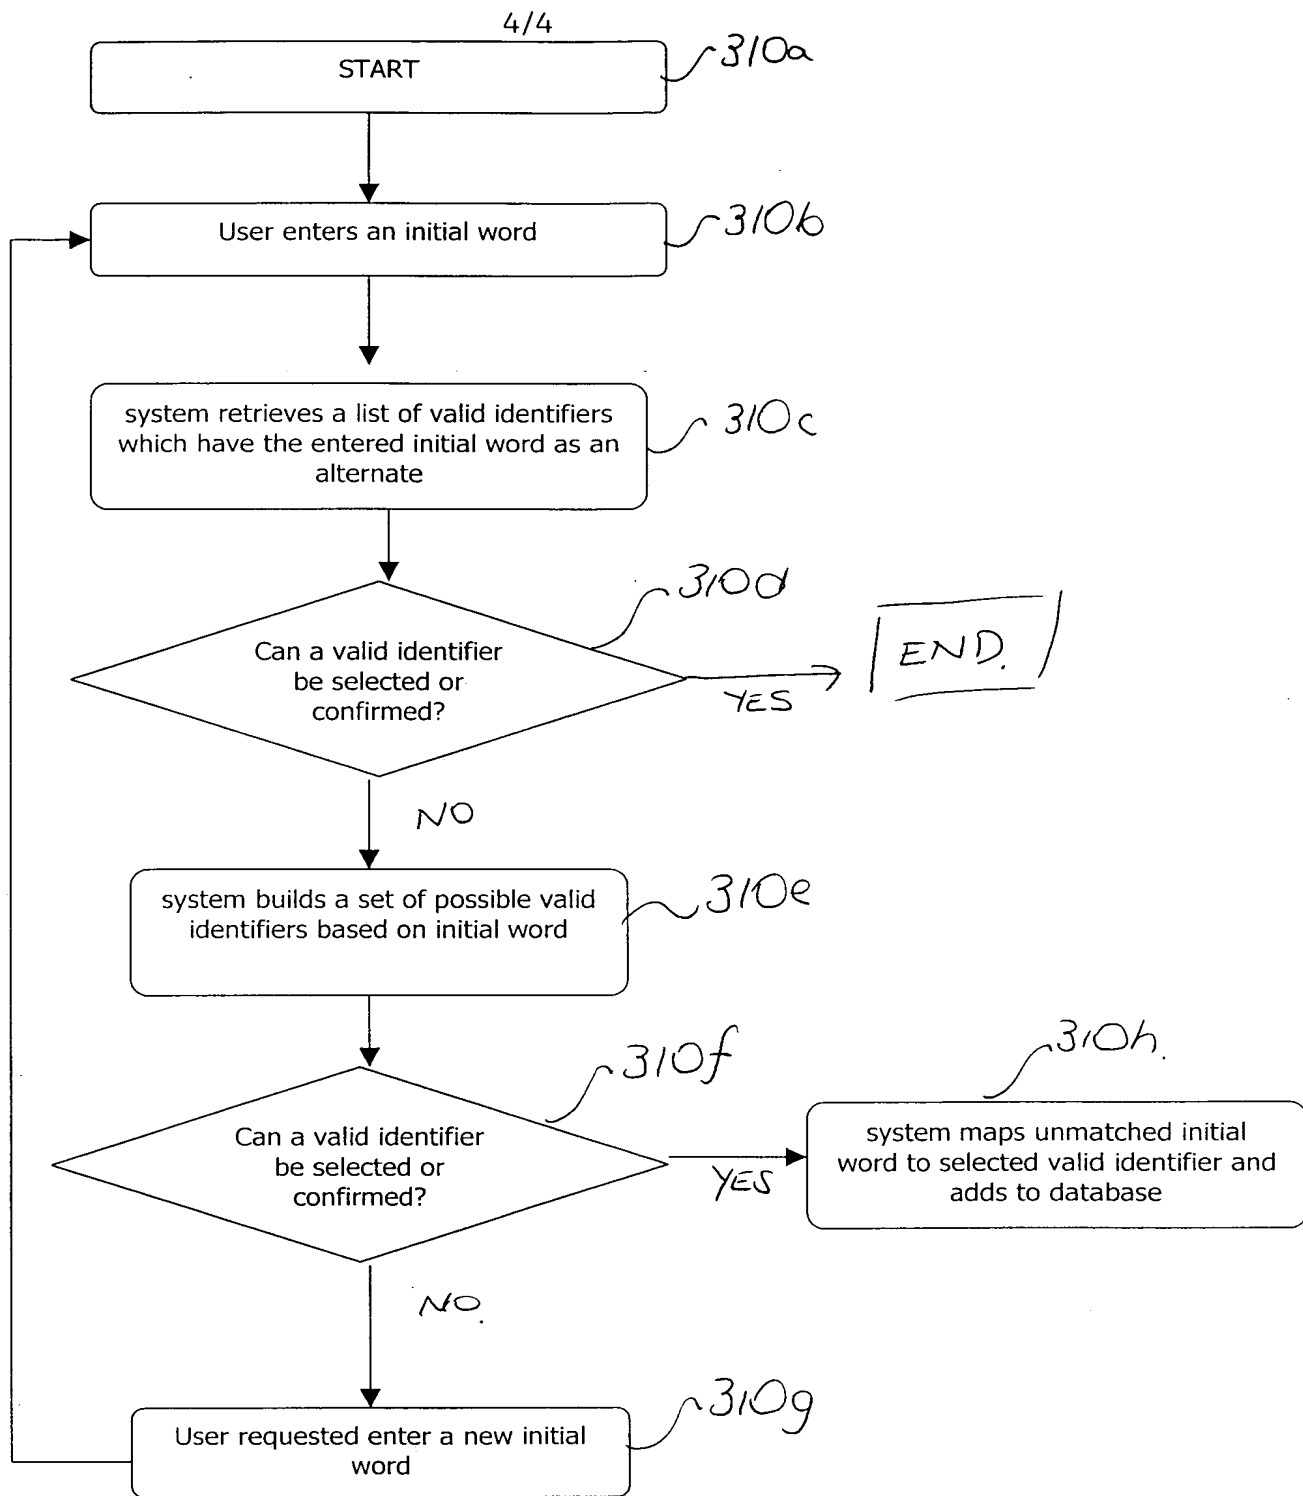 4/4
START
310a
User enters an initial word
310b
system retrieves a list of valid identifiers
which have the entered initial word as an
alternate
310c
310d
Can a valid identifier
be selected or
confirmed?
YES
END.
NO
system builds a set of possible valid
identifiers based on initial word
310e
310f
Can a valid identifier
be selected or
confirmed?
YES
310h.
system maps unmatched initial
word to selected valid identifier and
adds to database
NO.
310g
User requested enter a new initial
word